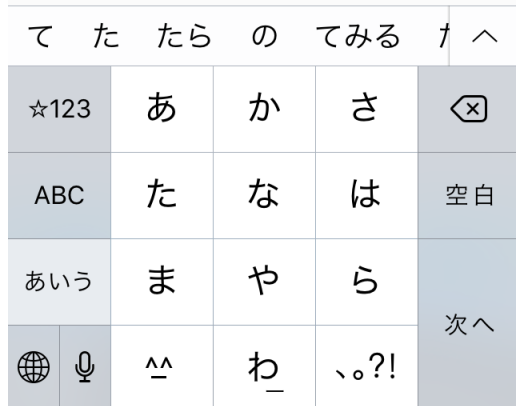 て た たら の てみる
☆123 あ か さ
ABC た な は 空白
あいう ま や ら
次へ
^^ わ_ 、。?!